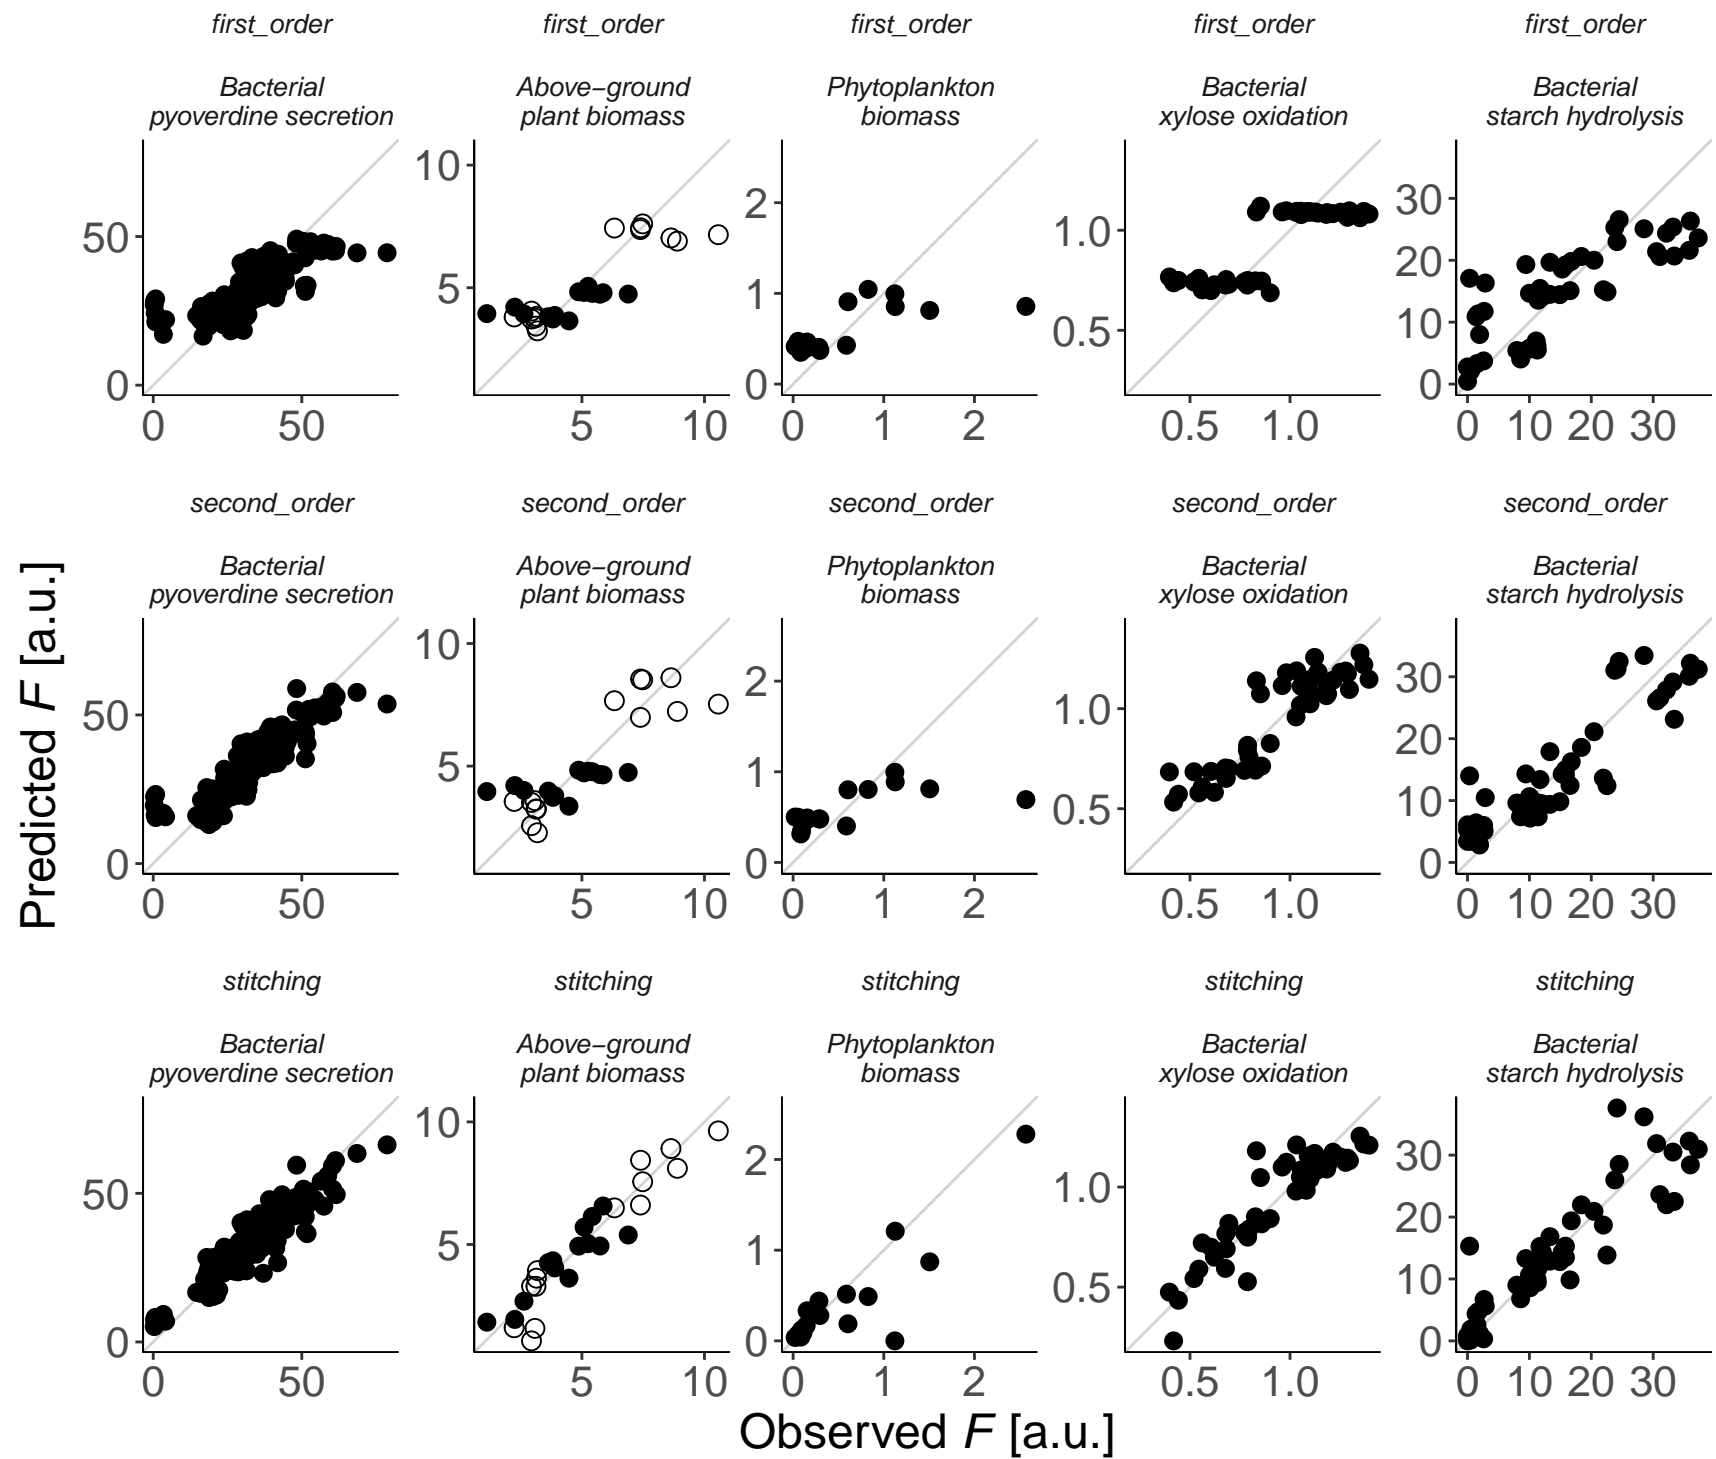 first_order first_order first_order first_order first_order
Bacterial Above−ground Phytoplankton Bacterial Bacterial
pyoverdine secretion plant biomass biomass xylose oxidation starch hydrolysis
50
0
0 50
10
5
5 10
2
1
0
0 1 2
1.0
0.5
0.5 1.0
30
20
10
0
0 10 20 30
second_order second_order second_order second_order second_order
Bacterial Above−ground Phytoplankton Bacterial Bacterial
pyoverdine secretion plant biomass biomass xylose oxidation starch hydrolysis
50
0
0 50
10
5
5 10
2
1
0
0 1 2
1.0
0.5
0.5 1.0
30
20
10
0
0 10 20 30
stitching stitching stitching stitching stitching
Bacterial Above−ground Phytoplankton Bacterial Bacterial
pyoverdine secretion plant biomass biomass xylose oxidation starch hydrolysis
50
0
0 50
10
5
5 10
2
1
0
0 1 2
1.0
0.5
0.5 1.0
30
20
10
0
0 10 20 30
Predicted F [a.u.]
Observed F [a.u.]